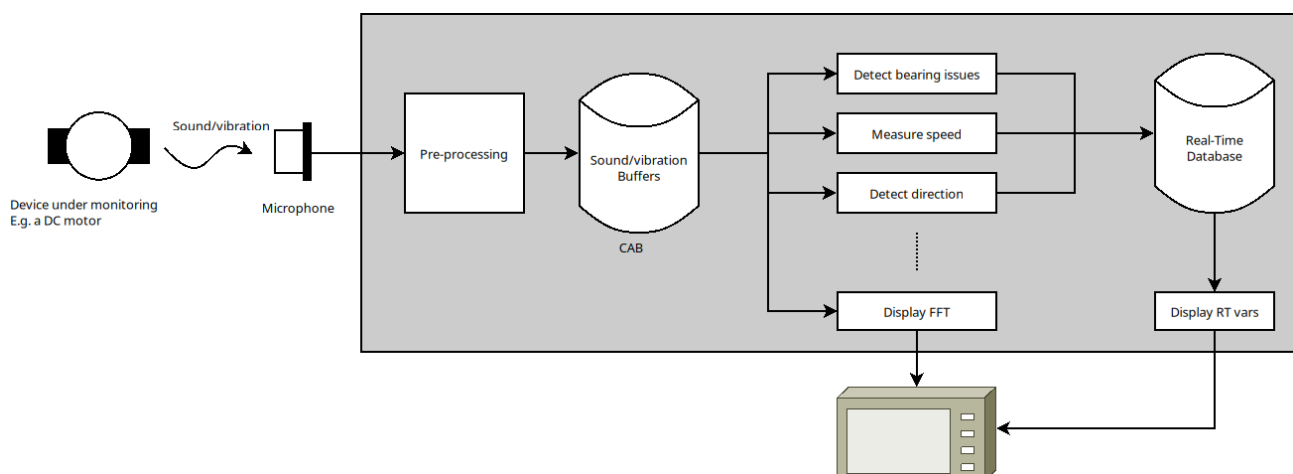 Sound/vibration
Device under monitoring
E.g. a DC motor
Microphone
Pre-processing
Sound/vibration
Buffers
CAB
Detect bearing issues
Measure speed
Detect direction
Display FFT
Real-Time
Database
Display RT vars